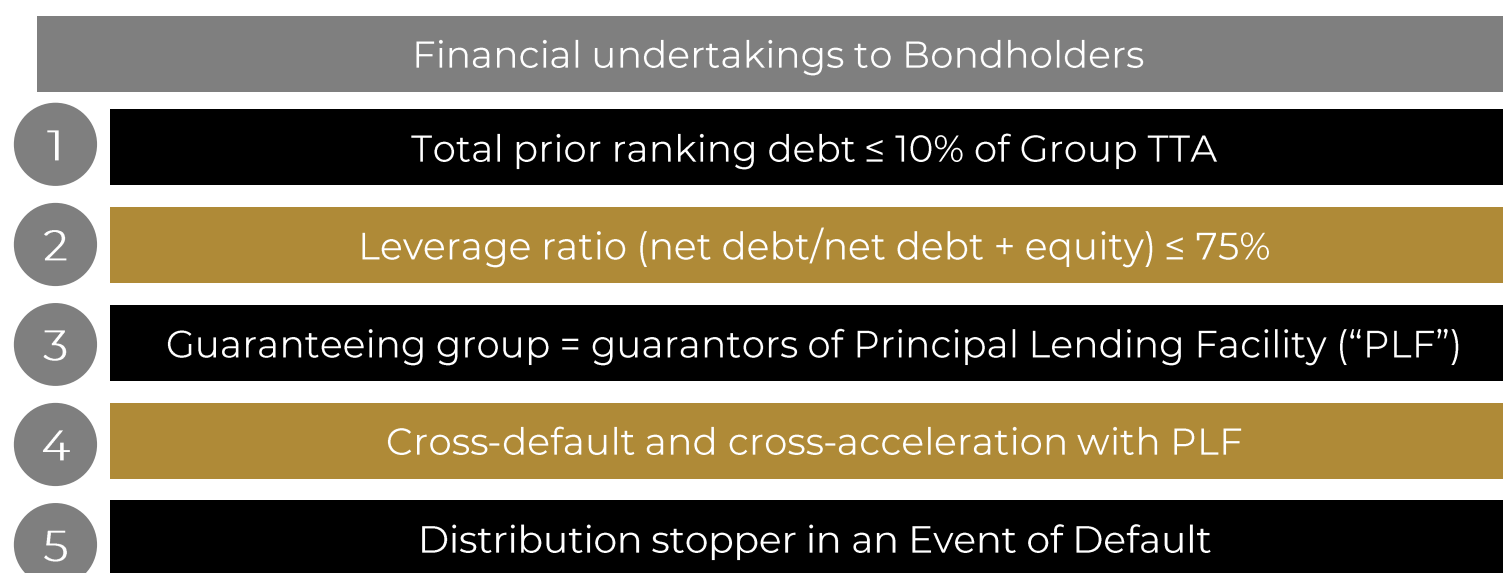 Financial undertakings to Bondholders
1
Total prior ranking debt ≤ 10% of Group TTA
2
Leverage ratio (net debt/net debt + equity) ≤ 75%
3
Guaranteeing group = guarantors of Principal Lending Facility (“PLF”)
4
Cross-default and cross-acceleration with PLF
5
Distribution stopper in an Event of Default